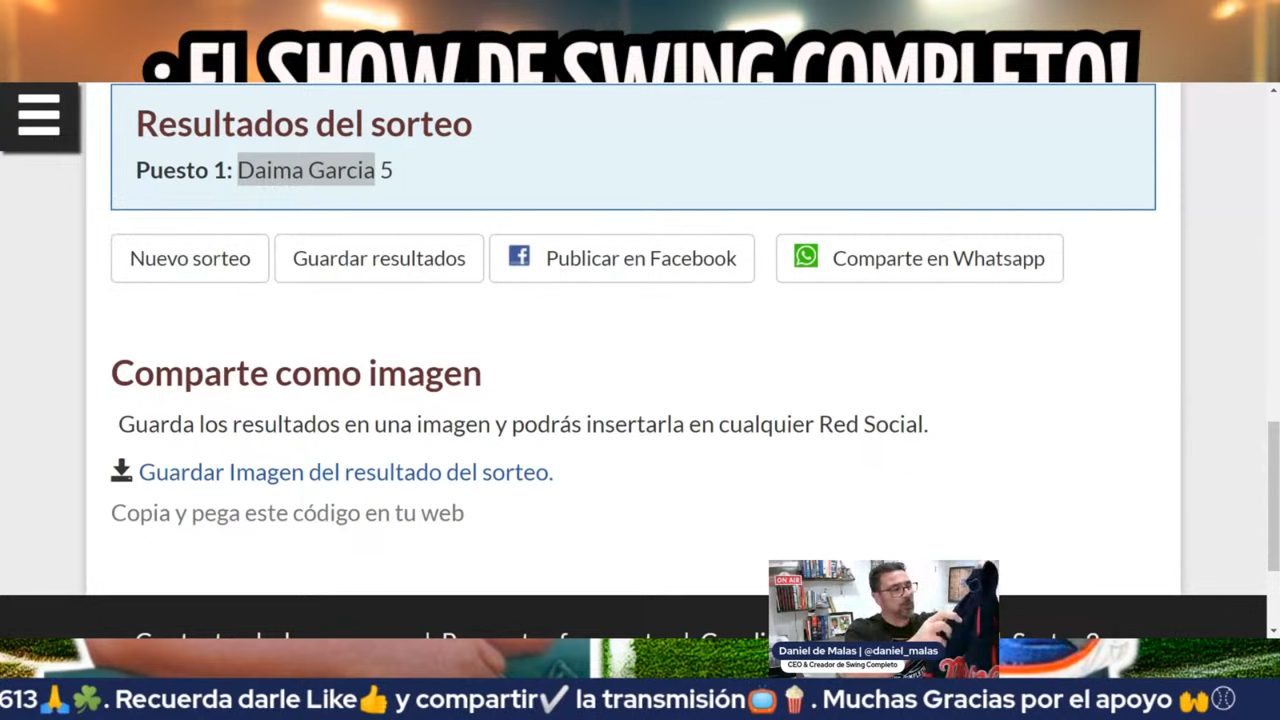 ¡EL SHOW DE SWING COMPLETO!
Resultados del sorteo
Puesto 1: Daima Garcia 5
Nuevo sorteo
Guardar resultados
Publicar en Facebook
Comparte en Whatsapp
Comparte como imagen
Guarda los resultados en una imagen y podrás insertarla en cualquier Red Social.
Guardar Imagen del resultado del sorteo.
Copia y pega este código en tu web
ON AIR
Daniel de Malas | @daniel_malas
CEO & Creador de Swing Completo
613🙏☘️. Recuerda darle Like👍 y compartir✔️ la transmisión📺🍿. Muchas Gracias por el apoyo 🙌⚾